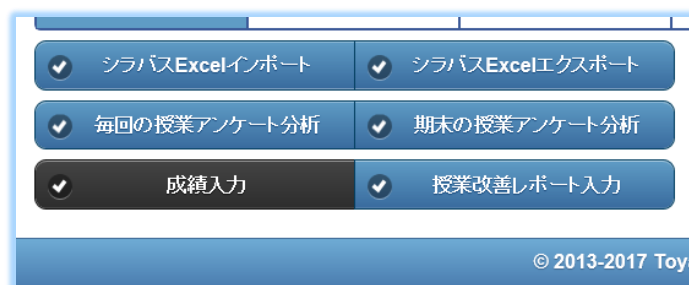 シラバスExcelインポート
シラバスExcelエクスポート
毎回の授業アンケート分析
期末の授業アンケート分析
成績入力
授業改善レポート入力
© 2013-2017